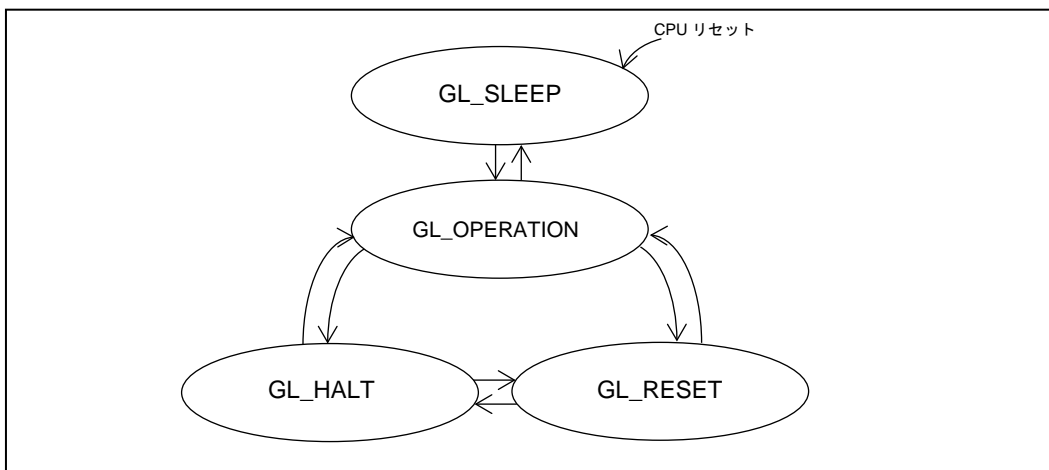 CPU リセット
GL_SLEEP
GL_OPERATION
GL_HALT
GL_RESET